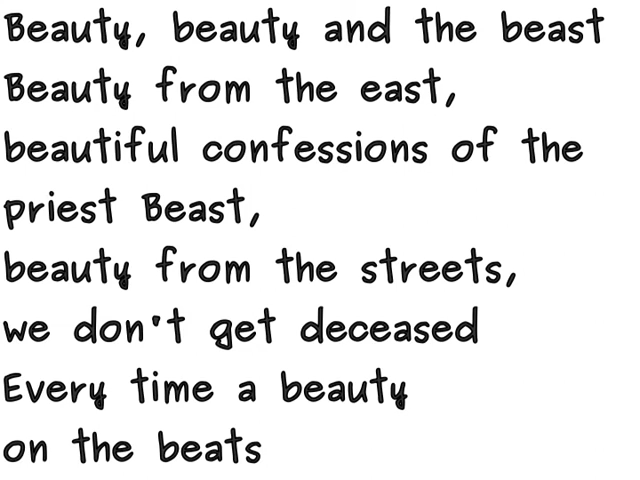 Beauty, beauty and the beast
Beauty from the east,
beautiful confessions of the
priest Beast,
beauty from the streets,
we don't get deceased
Every time a beauty
on the beats